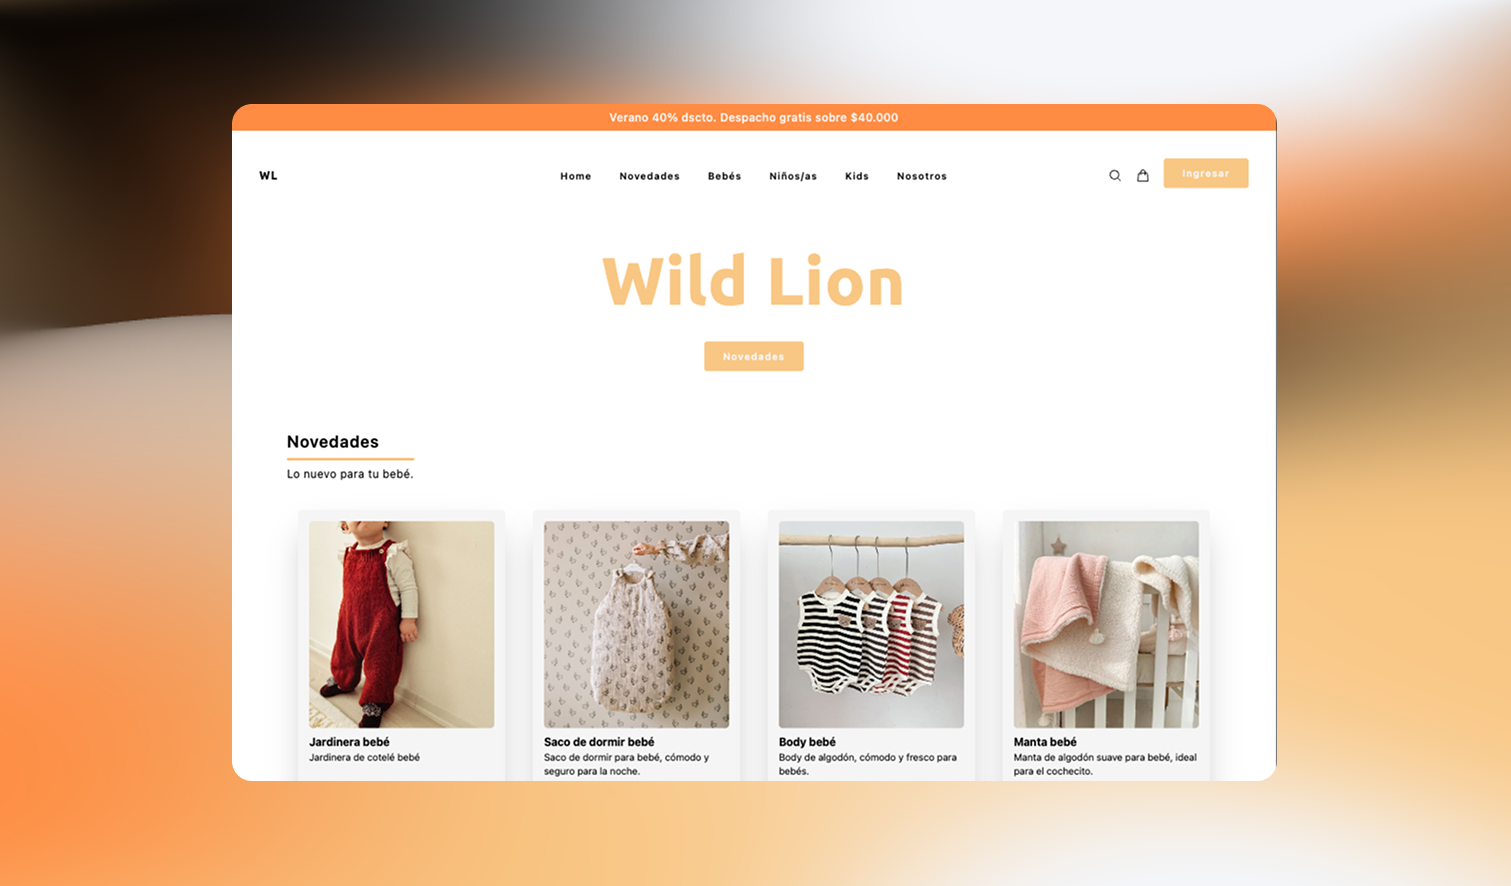 Verano 40% dscto. Despacho gratis sobre $40.000
WL
Home Novedades Bebés Niños/as Kids Nosotros
Ingresar
Wild Lion
Novedades
Novedades
Lo nuevo para tu bebé.
Jardinera bebé
Jardinera de cotelé bebé
Saco de dormir bebé
Saco de dormir para bebé, cómodo y
seguro para la noche.
Body bebé
Body de algodón, cómodo y fresco para
bebés.
Manta bebé
Manta de algodón suave para bebé, ideal
para el cochecito.